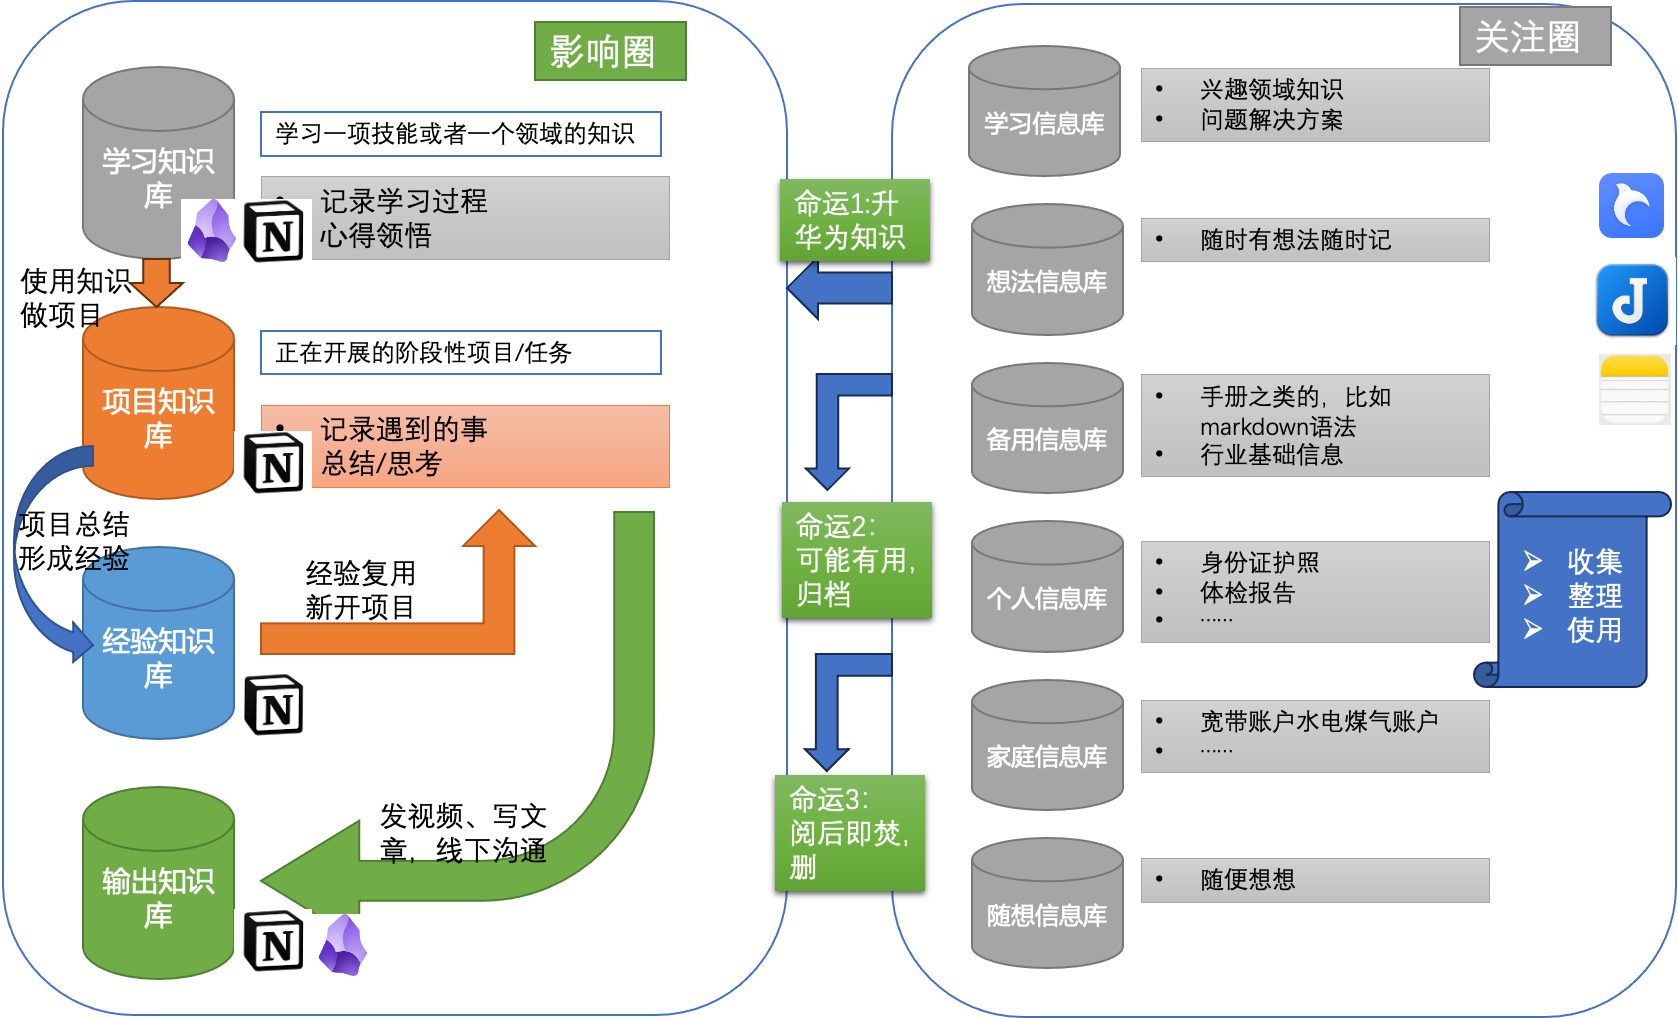 影响圈
学习知识
库
学习一项技能或者一个领域的知识
记录学习过程
心得领悟
使用知识
做项目
项目知识
库
正在开展的阶段性项目/任务
记录遇到的事
总结/思考
项目总结
形成经验
经验知识
库
经验复用
新开项目
输出知识
库
发视频、写文
章，线下沟通
命运1:升
华为知识
命运2：
可能有用，
归档
命运3：
阅后即焚，
删
关注圈
学习信息库
• 兴趣领域知识
• 问题解决方案
想法信息库
• 随时有想法随时记
备用信息库
• 手册之类的，比如
markdown语法
• 行业基础信息
个人信息库
• 身份证护照
• 体检报告
• ……
家庭信息库
• 宽带账户水电煤气账户
• ……
随想信息库
• 随便想想
➢ 收集
➢ 整理
➢ 使用